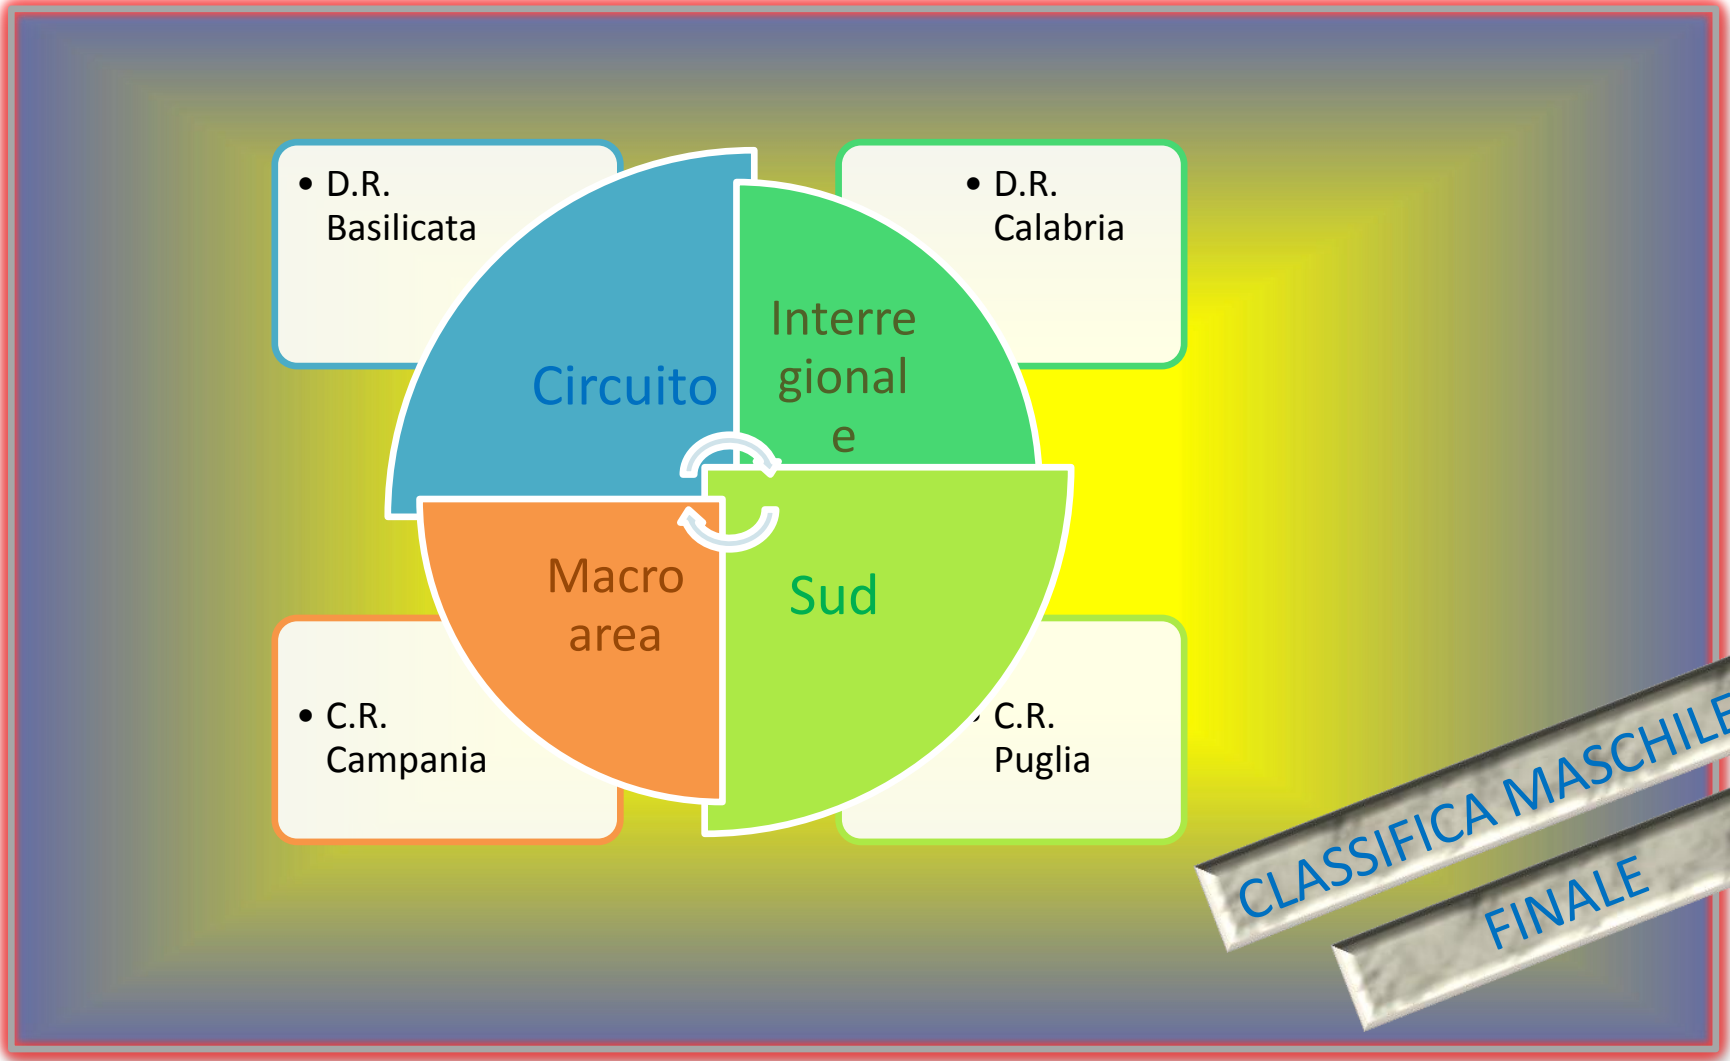 • D.R.
Basilicata
• D.R.
Calabria
Circuito
Interre
gional
e
Macro
area
Sud
• C.R.
Campania
• C.R.
Puglia
CLASSIFICA MASCHILE
FINALE